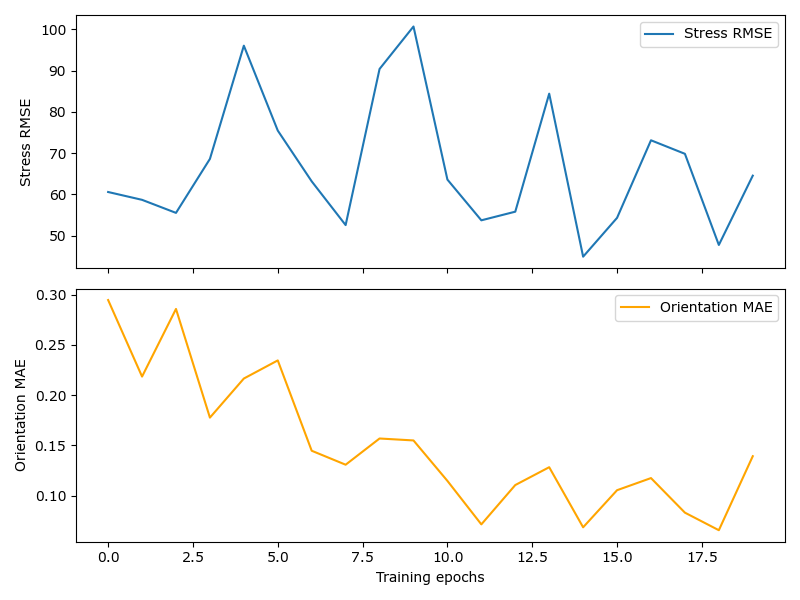 Stress RMSE
100
90
80
70
60
50
Stress RMSE
Orientation MAE
0.30
0.25
0.20
0.15
0.10
Orientation MAE
0.0 2.5 5.0 7.5 10.0 12.5 15.0 17.5
Training epochs